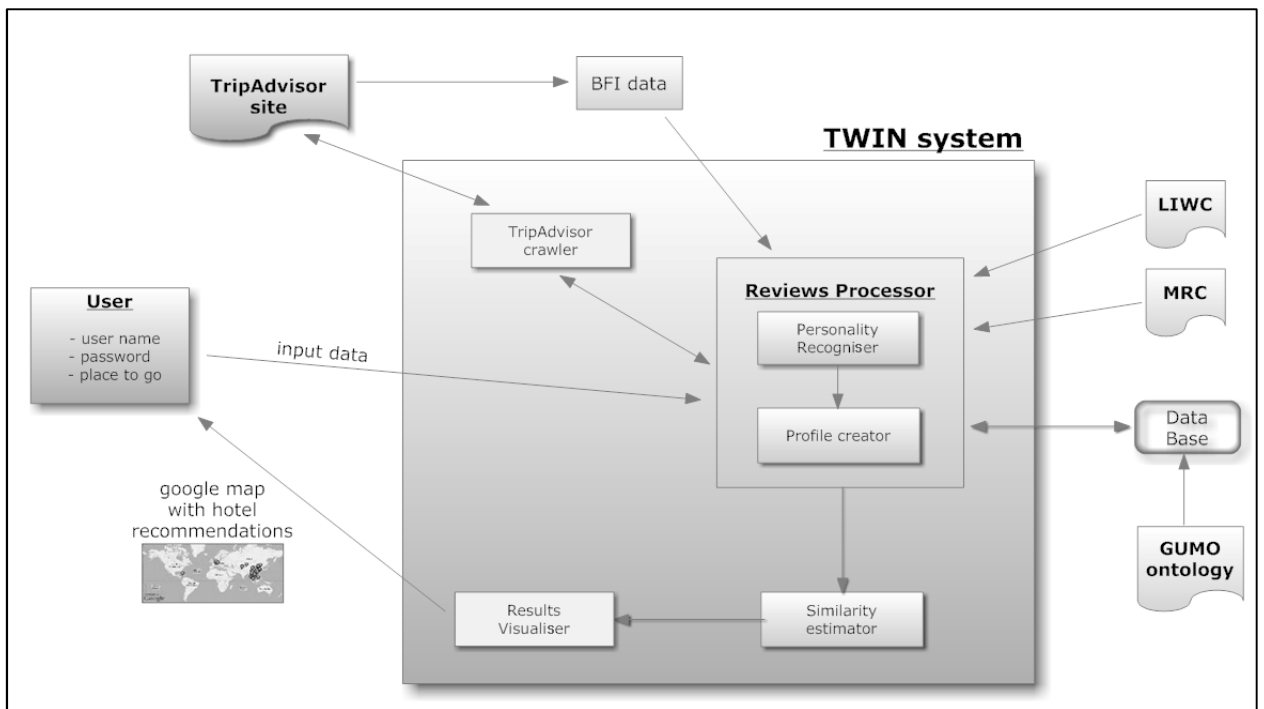 TripAdvisor
site
BFI data
TWIN system
TripAdvisor
crawler
LIWC
MRC
User
- user name
- password
- place to go
input data
Reviews Processor
Personality
Recogniser
Profile creator
Data
Base
google map
with hotel
recommendations
GUMO
ontology
Results
Visualiser
Similarity
estimator